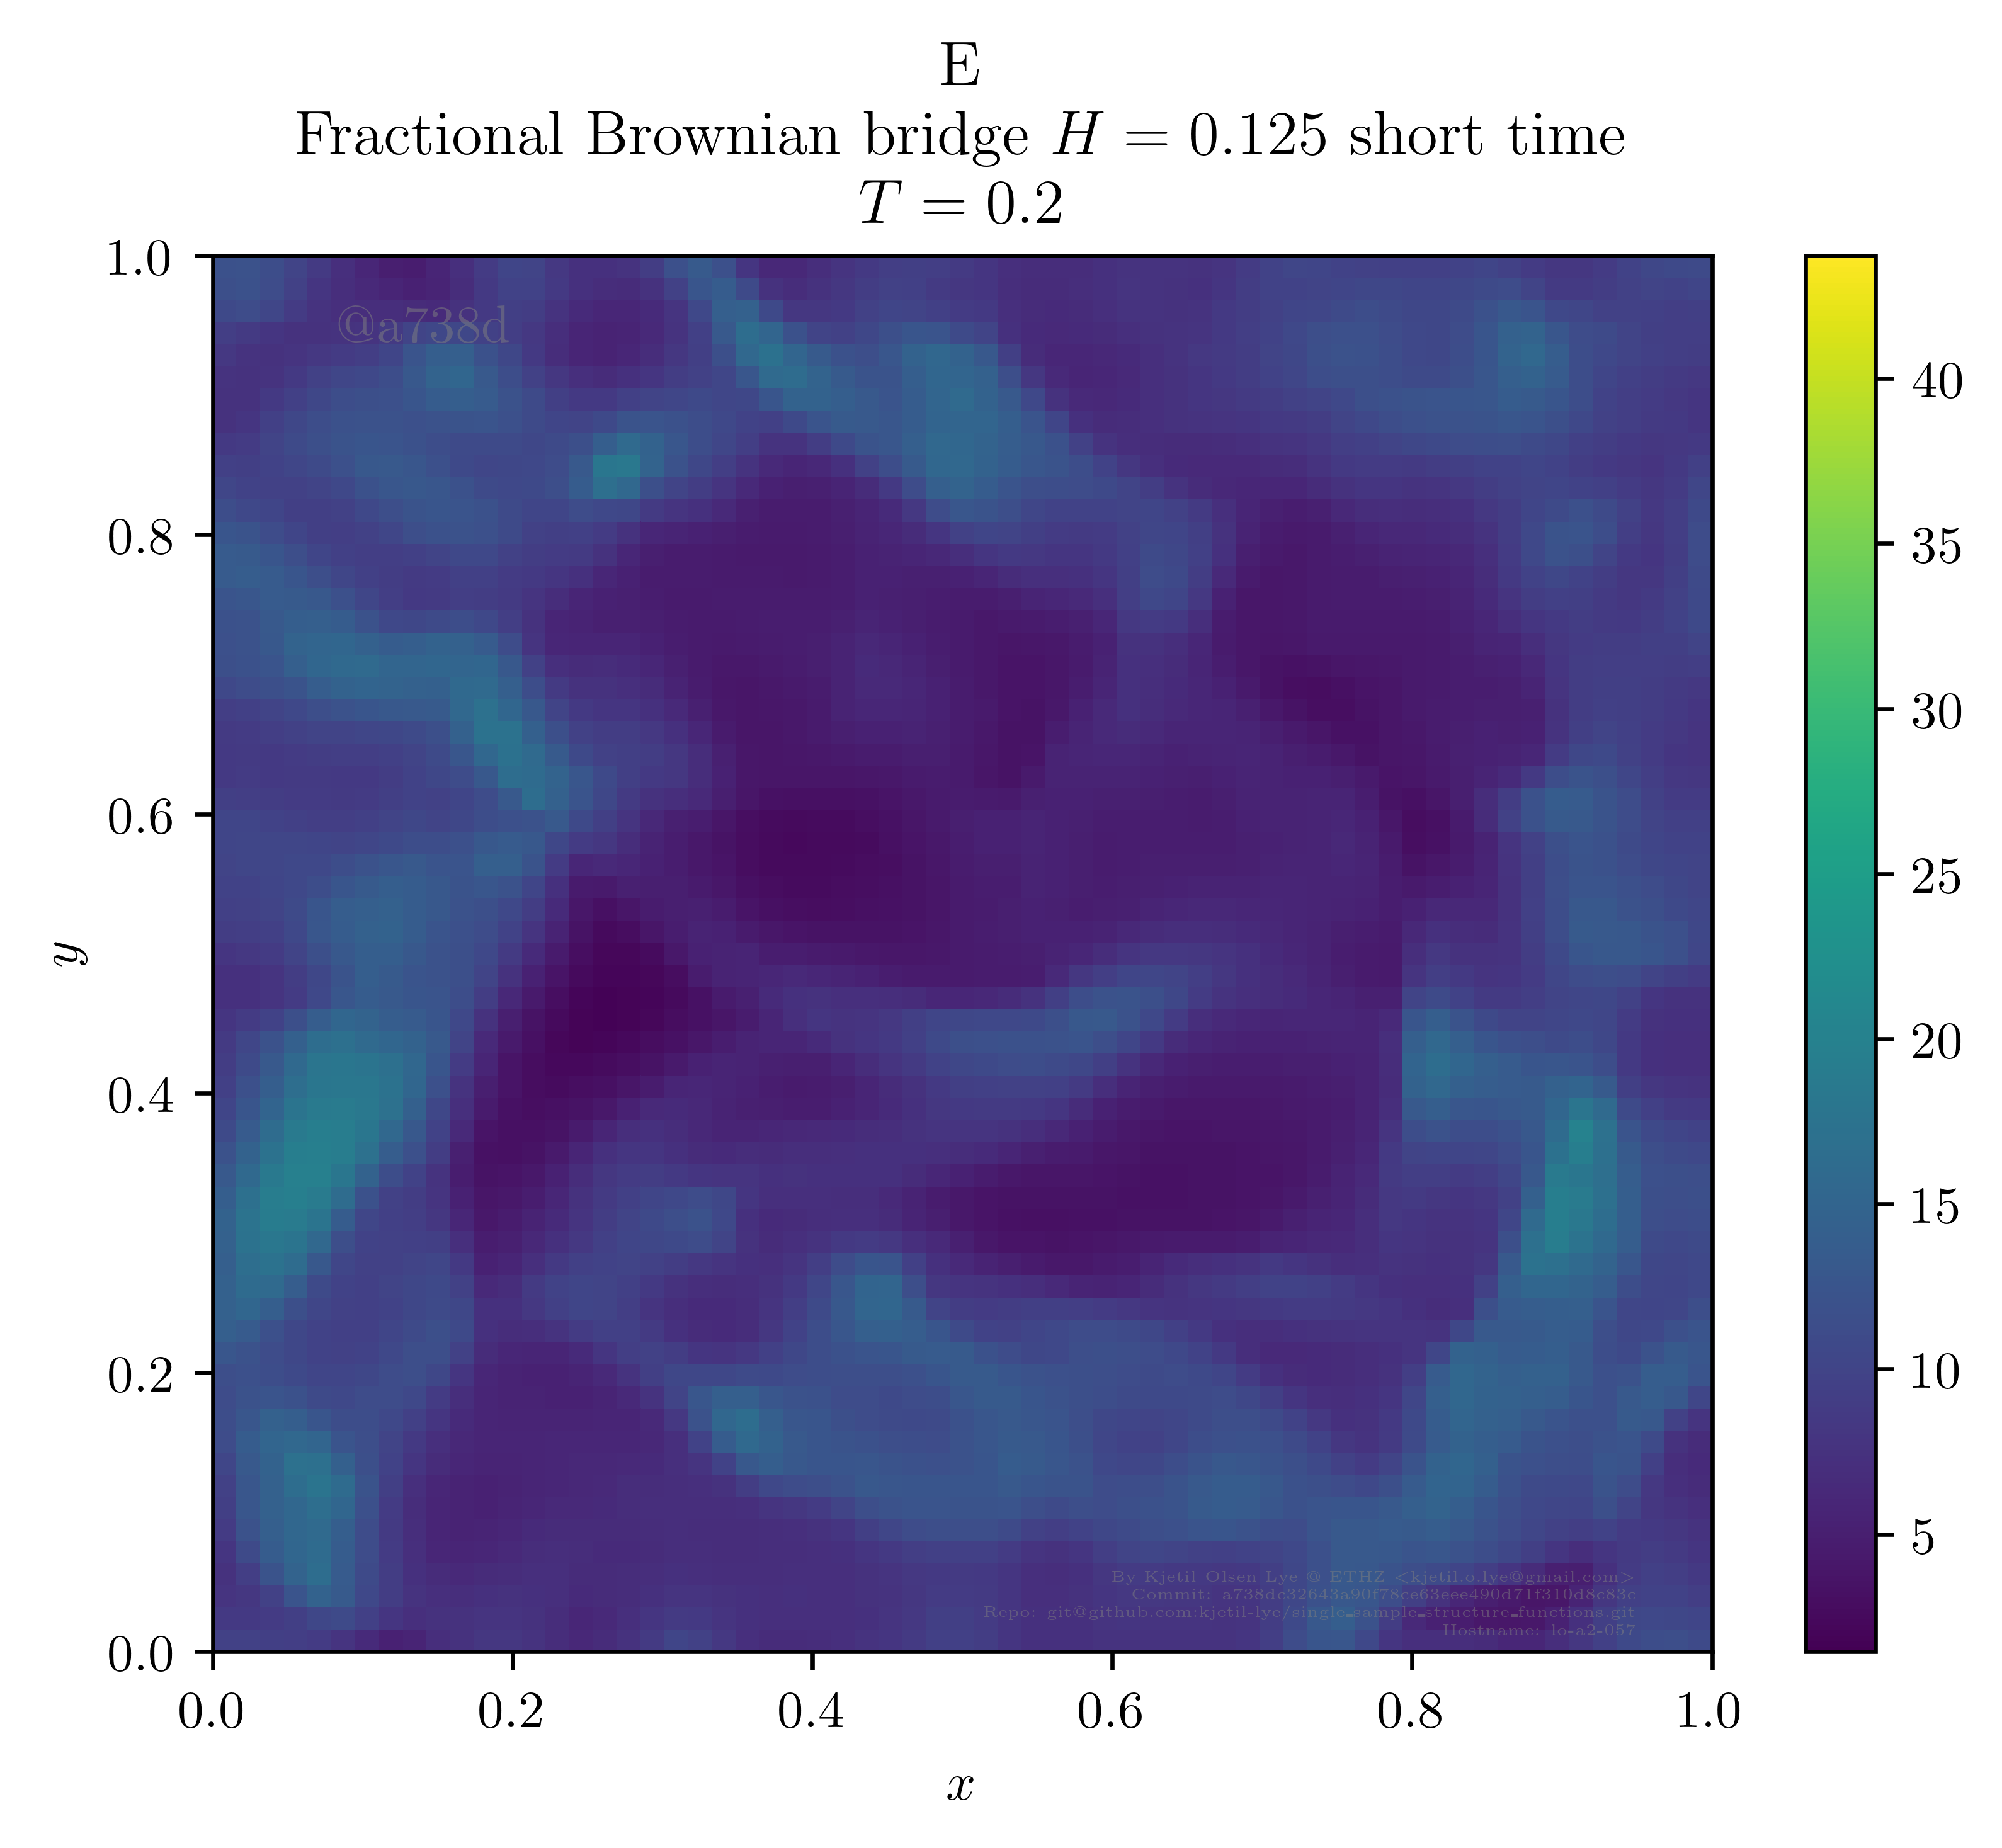 E
Fractional Brownian bridge H = 0.125 short time
T = 0.2
@a738d
1.0
0.8
0.6
0.4
0.2
0.0
y
0.0 0.2 0.4 0.6 0.8 1.0
x
40
35
30
25
20
15
10
5
By Kjetil Olsen Lye @ ETHZ <kjetil.o.lye@gmail.com>
Commit: a738dc32643a90f78ce63eee490d71f310d8c83c
Repo: git@github.com:kjetil-lye/single_sample_structure_functions.git
Hostname: lo-a2-057